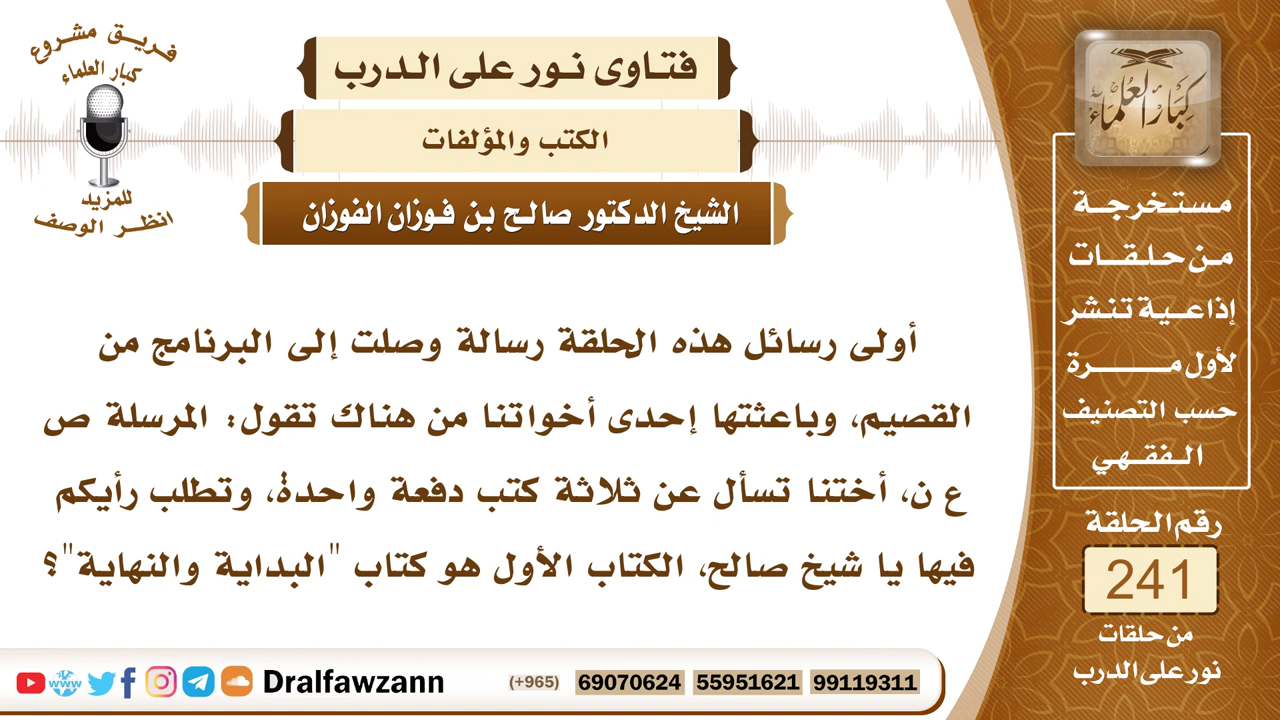 فريق مشروع
كبار العلماء
للمزيد
انظر الوصف
فتاوى نور على الدرب
الكتب والمؤلفات
الشيخ الدكتور صالح بن فوزان الفوزان
أولى رسائل هذه الحلقة رسالة وصلت إلى البرنامج من
القصيم، وباعثتها إحدى أخواتنا من هناك تقول: المرسلة ص
ع ن، أختنا تسأل عن ثلاثة كتب دفعة واحدة، وتطلب رأيكم
فيها يا شيخ صالح، الكتاب الأول هو كتاب "البداية والنهاية"؟
كِبَارُ العُلَمَاءِ
مستخرجة
من حلقات
إذاعية تنشر
لأول مرة
حسب التصنيف
الفقهي
رقم الحلقة
241
من حلقات
نور على الدرب
www Dralfawzann (+965) 69070624 55951621 99119311